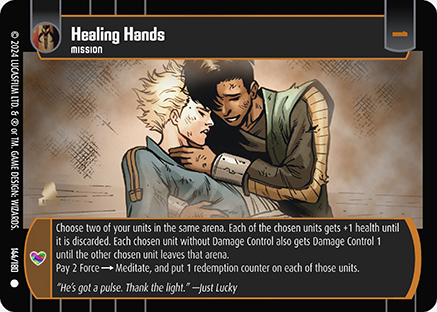 Healing Hands
MISSION
1
© 2024 LUCASFILM LTD. & ® OR TM. GAME DESIGN: WIZARDS.
144/180
Choose two of your units in the same arena. Each of the chosen units gets +1 health until
it is discarded. Each chosen unit without Damage Control also gets Damage Control 1
until the other chosen unit leaves that arena.
Pay 2 Force → Meditate, and put 1 redemption counter on each of those units.
"He's got a pulse. Thank the light." —Just Lucky